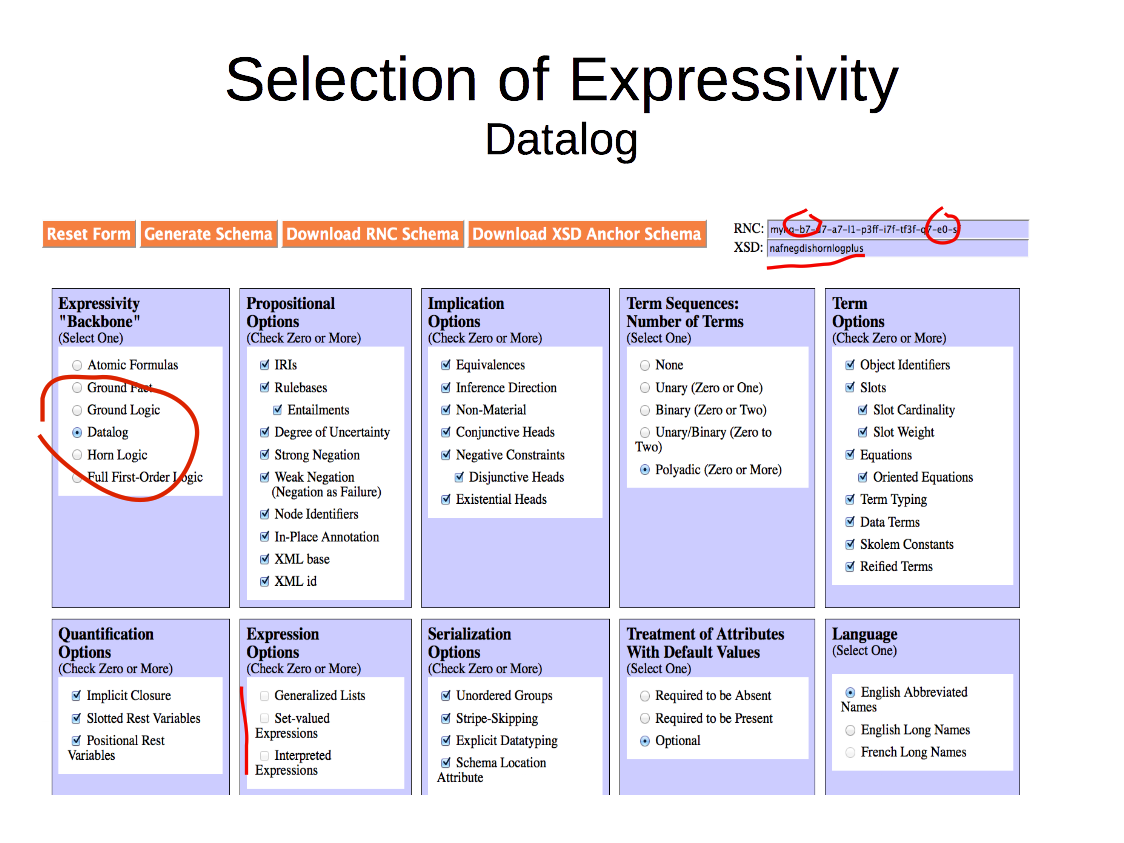 Selection of Expressivity
Datalog
Reset Form Generate Schema Download RNC Schema Download XSD Anchor Schema
RNC:
XSD: nafnegdishornlogplus
Expressivity
"Backbone"
(Select One)
Atomic Formulas
Ground Fact
Ground Logic
Datalog
Horn Logic
Full First-Order Logic
Propositional
Options
(Check Zero or More)
IRIs
Rulebases
Entailments
Degree of Uncertainty
Strong Negation
Weak Negation
(Negation as Failure)
Node Identifiers
In-Place Annotation
XML base
XML id
Implication
Options
(Check Zero or More)
Equivalences
Inference Direction
Non-Material
Conjunctive Heads
Negative Constraints
Disjunctive Heads
Existential Heads
Term Sequences:
Number of Terms
(Select One)
None
Unary (Zero or One)
Binary (Zero or Two)
Unary/Binary (Zero to
Two)
Polyadic (Zero or More)
Term
Options
(Check Zero or More)
Object Identifiers
Slots
Slot Cardinality
Slot Weight
Equations
Oriented Equations
Term Typing
Data Terms
Skolem Constants
Reified Terms
Quantification
Options
(Check Zero or More)
Implicit Closure
Slotted Rest Variables
Positional Rest
Variables
Expression
Options
(Check Zero or More)
Generalized Lists
Set-valued
Expressions
Interpreted
Expressions
Serialization
Options
(Check Zero or More)
Unordered Groups
Stripe-Skipping
Explicit Datatyping
Schema Location
Attribute
Treatment of Attributes
With Default Values
(Select One)
Required to be Absent
Required to be Present
Optional
Language
(Select One)
English Abbreviated
Names
English Long Names
French Long Names